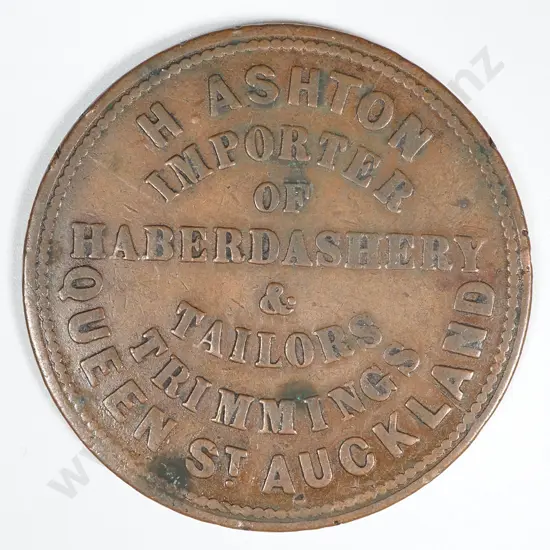 H ASHTON
IMPORTER
OF
HABERDASHERY
&
TAILORS
TRIMMINGS
QUEEN ST AUCKLAND